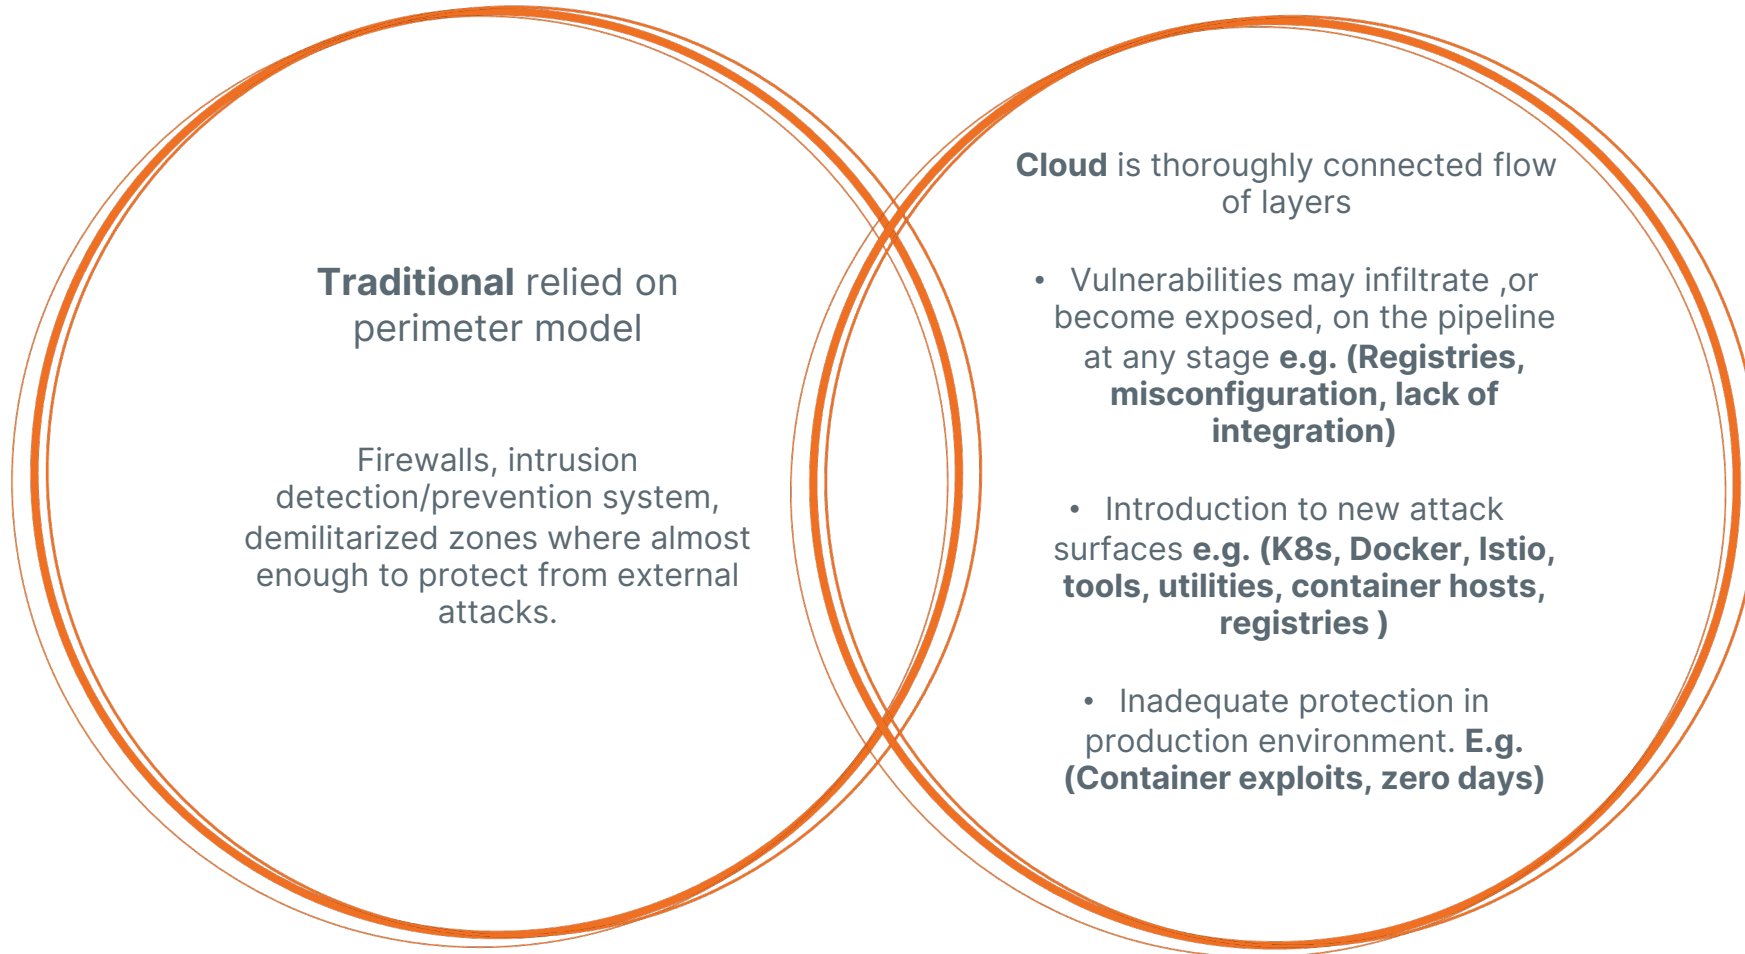 Traditional relied on
perimeter model
Firewalls, intrusion
detection/prevention system,
demilitarized zones where almost
enough to protect from external
attacks.
Cloud is thoroughly connected flow
of layers
• Vulnerabilities may infiltrate ,or
become exposed, on the pipeline
at any stage e.g. (Registries,
misconfiguration, lack of
integration)
• Introduction to new attack
surfaces e.g. (K8s, Docker, Istio,
tools, utilities, container hosts,
registries )
• Inadequate protection in
production environment. E.g.
(Container exploits, zero days)